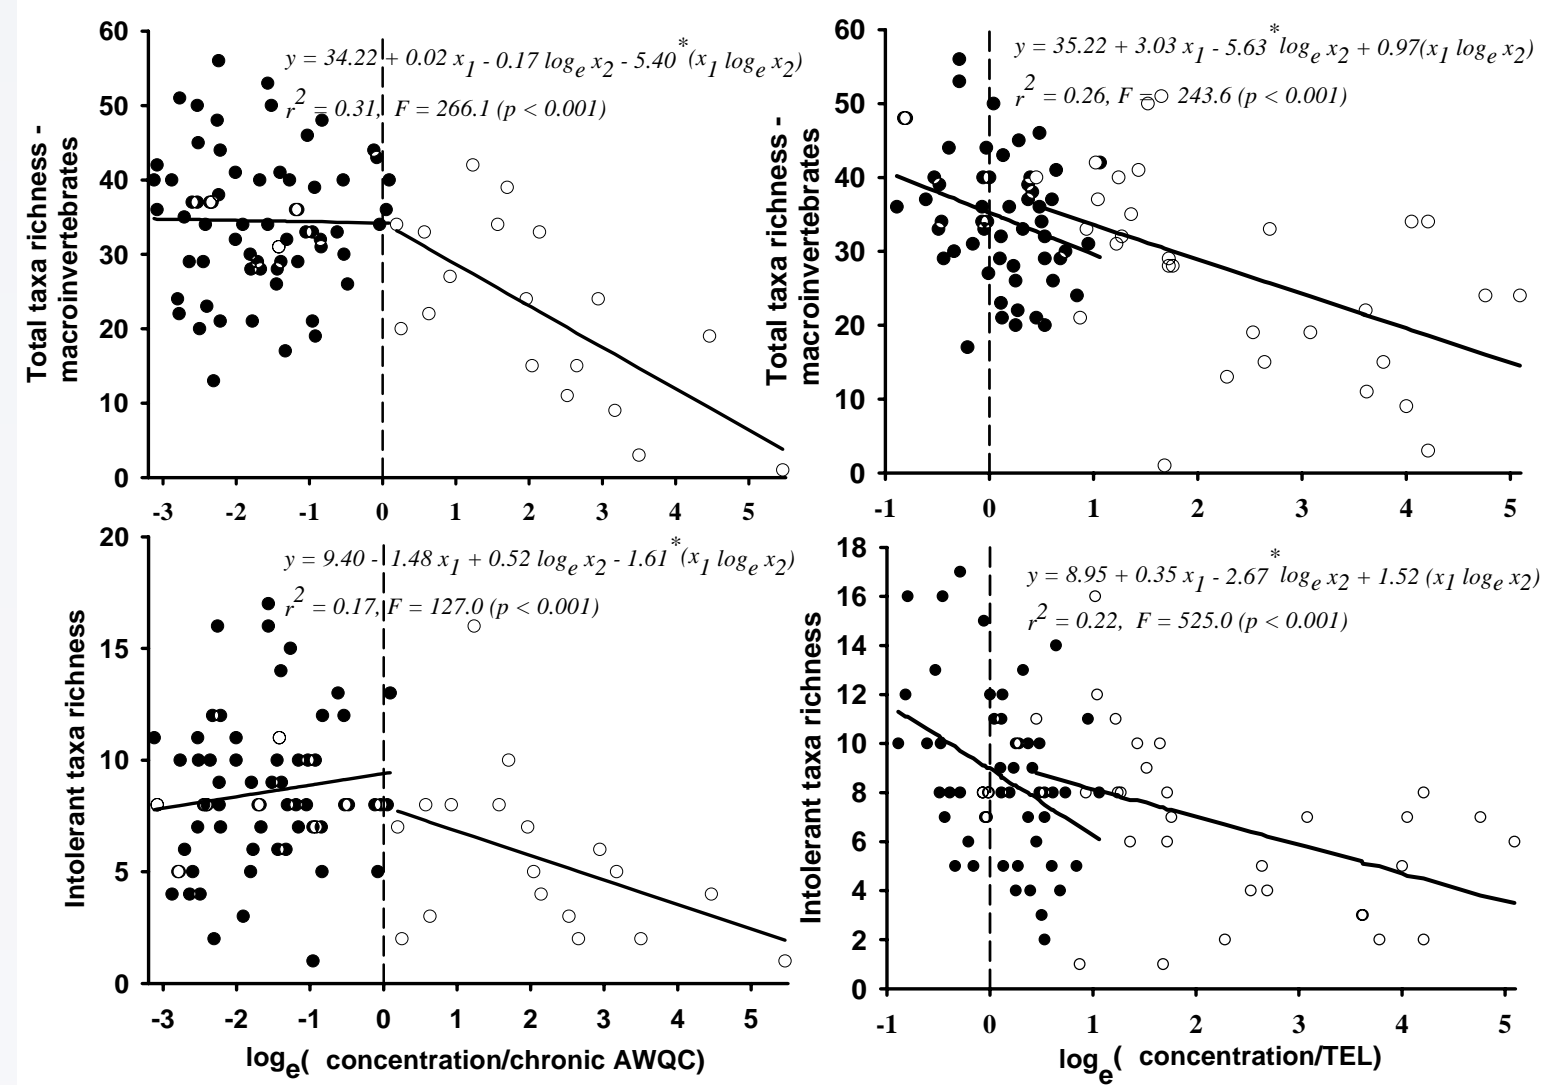 60
50
40
30
20
10
0
Total taxa richness -
macroinvertebrates
y = 34.22 + 0.02 x1 - 0.17 loge x2 - 5.40*(x1 loge x2)
r2 = 0.31, F = 266.1 (p < 0.001)
-3 -2 -1 0 1 2 3 4 5
60
50
40
30
20
10
0
Total taxa richness -
macroinvertebrates
y = 35.22 + 3.03 x1 - 5.63*loge x2 + 0.97(x1 loge x2)
r2 = 0.26, F = 243.6 (p < 0.001)
-1 0 1 2 3 4 5
20
15
10
5
0
Intolerant taxa richness
y = 9.40 - 1.48 x1 + 0.52 loge x2 - 1.61*(x1 loge x2)
r2 = 0.17, F = 127.0 (p < 0.001)
-3 -2 -1 0 1 2 3 4 5
loge( concentration/chronic AWQC)
18
16
14
12
10
8
6
4
2
0
Intolerant taxa richness
y = 8.95 + 0.35 x1 - 2.67*loge x2 + 1.52 (x1 loge x2)
r2 = 0.22, F = 525.0 (p < 0.001)
-1 0 1 2 3 4 5
loge( concentration/TEL)